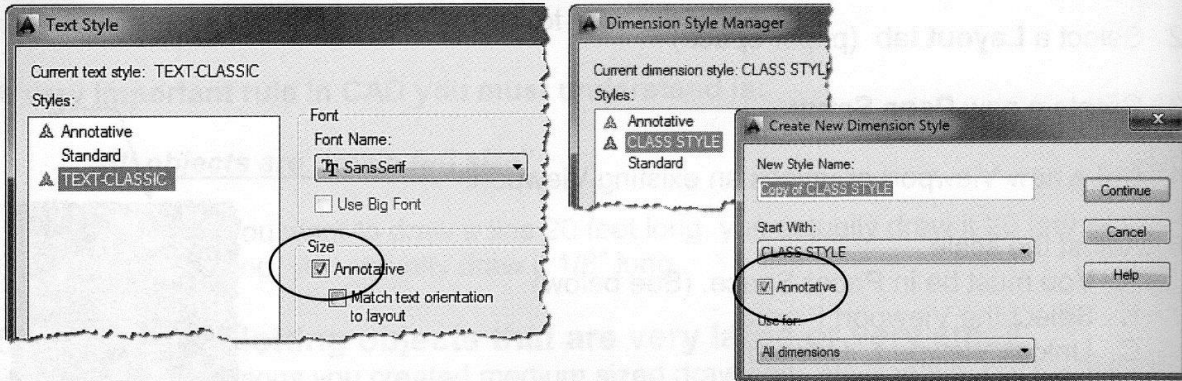 Text Style
Current text style: TEXT-CLASSIC
Styles:
Annotative
Standard
TEXT-CLASSIC
Font
Font Name:
SansSerif
Use Big Font
Size
Annotative
Match text orientation
to layout
Dimension Style Manager
Current dimension style: CLASS STYL
Styles:
Annotative
CLASS STYLE
Standard
Create New Dimension Style
New Style Name:
Copy of CLASS STYLE
Continue
Start With:
CLASS STYLE
Cancel
Annotative
Help
Use for:
All dimensions